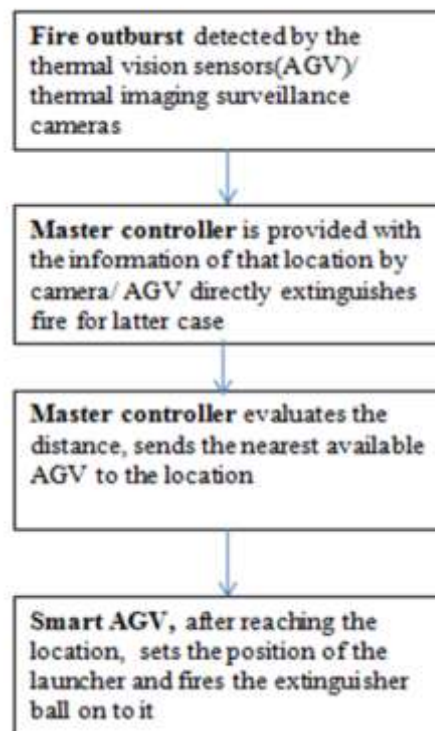 Fire outburst detected by the
thermal vision sensors(AGV)/
thermal imaging surveillance
cameras
Master controller is provided with
the information of that location by
camera/ AGV directly extinguishes
fire for latter case
Master controller evaluates the
distance, sends the nearest available
AGV to the location
Smart AGV, after reaching the
location, sets the position of the
launcher and fires the extinguisher
ball on to it